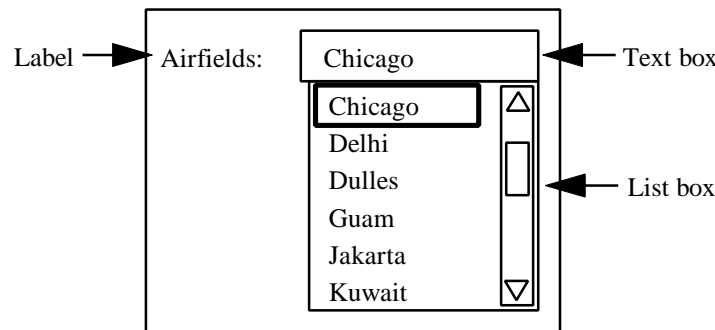 Label Airfields: Chicago Text box
Chicago
Delhi
Dulles
List box
Guam
Jakarta
Kuwait